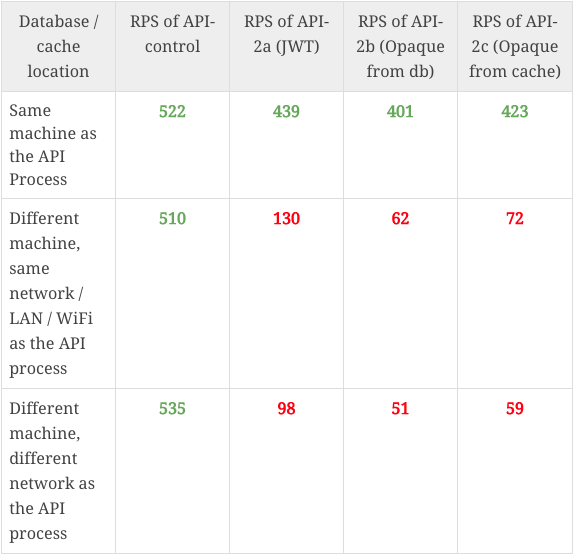 Database / cache location
RPS of API-control
RPS of API-2a (JWT)
RPS of API-2b (Opaque from db)
RPS of API-2c (Opaque from cache)
Same
machine as
the API
Process
522
439
401
423
Different
machine,
same
network /
LAN / WiFi
as the API
process
510
130
62
72
Different
machine,
different
network as
the API
process
535
98
51
59